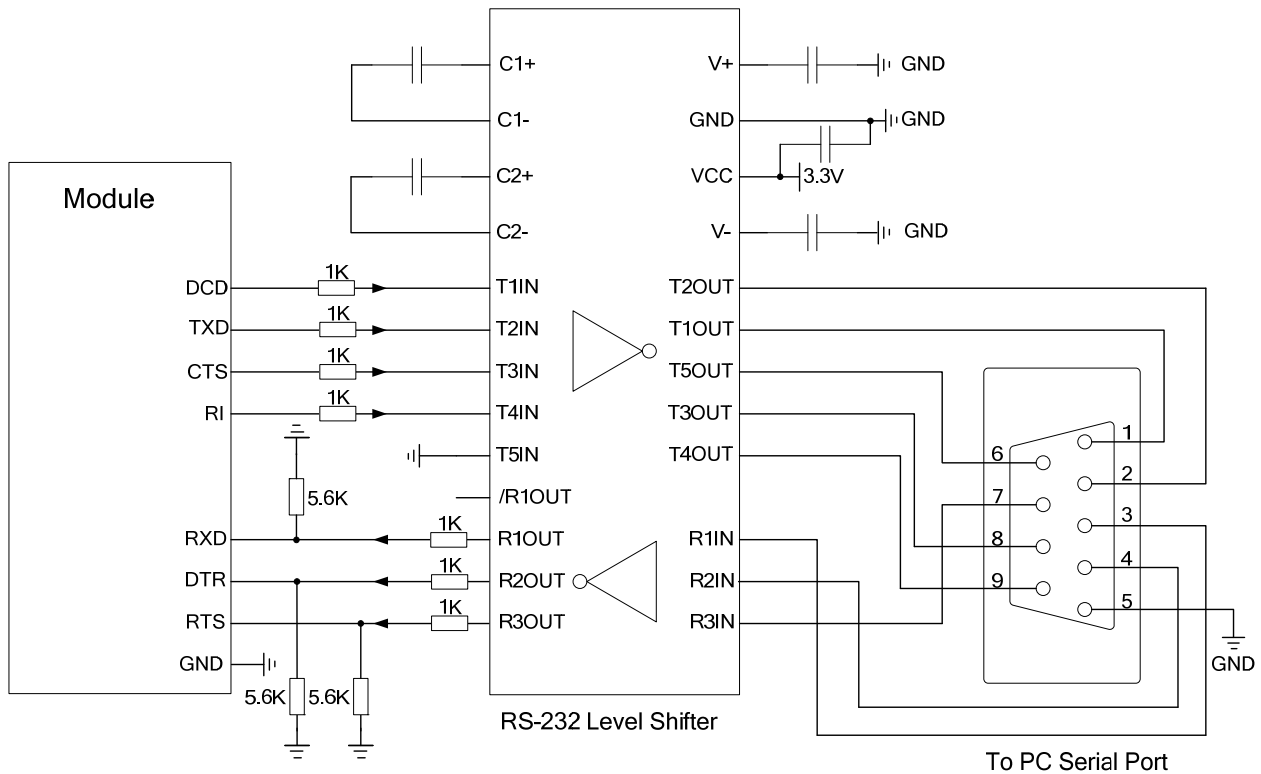 C1+
V+
GND
C1-
GND
GND
Module
C2+
VCC
3.3V
C2-
V-
GND
DCD
1K
T1IN
T2OUT
TXD
1K
T2IN
T1OUT
CTS
1K
T3IN
T5OUT
RI
1K
T4IN
T3OUT
T5IN
T4OUT
5.6K
/R1OUT
RXD
1K
R1OUT
R1IN
DTR
1K
R2OUT
R2IN
RTS
1K
R3OUT
R3IN
GND
5.6K
5.6K
1
6
2
7
3
8
4
9
5
GND
RS-232 Level Shifter
To PC Serial Port